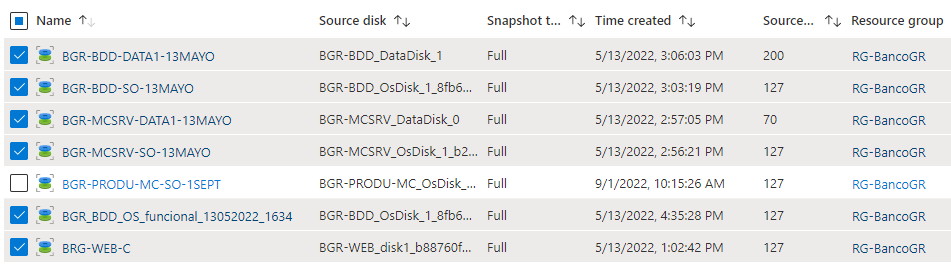 Name Source disk Snapshot t... Time created Source... Resource group
BGR-BDD-DATA1-13MAYO BGR-BDD_DataDisk_1 Full 5/13/2022, 3:06:03 PM 200 RG-BancoGR
BGR-BDD-SO-13MAYO BGR-BDD_OsDisk_1_8fb6... Full 5/13/2022, 3:03:19 PM 127 RG-BancoGR
BGR-MCSRV-DATA1-13MAYO BGR-MCSRV_DataDisk_0 Full 5/13/2022, 2:57:05 PM 70 RG-BancoGR
BGR-MCSRV-SO-13MAYO BGR-MCSRV_OsDisk_1_b2... Full 5/13/2022, 2:56:21 PM 127 RG-BancoGR
BGR-PRODU-MC-SO-1SEPT BGR-PRODU-MC_OsDisk_... Full 9/1/2022, 10:15:26 AM 127 RG-BancoGR
BGR_BDD_OS_funcional_13052022_1634 BGR-BDD_OsDisk_1_8fb6... Full 5/13/2022, 4:35:28 PM 127 RG-BancoGR
BRG-WEB-C BGR-WEB_disk1_b88760f... Full 5/13/2022, 1:02:42 PM 127 RG-BancoGR